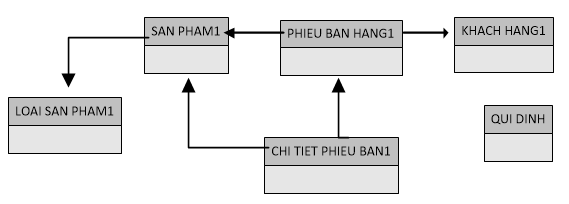 SAN PHAM1
PHIEU BAN HANG1
KHACH HANG1
LOAI SAN PHAM1
QUI DINH
CHI TIET PHIEU BAN1